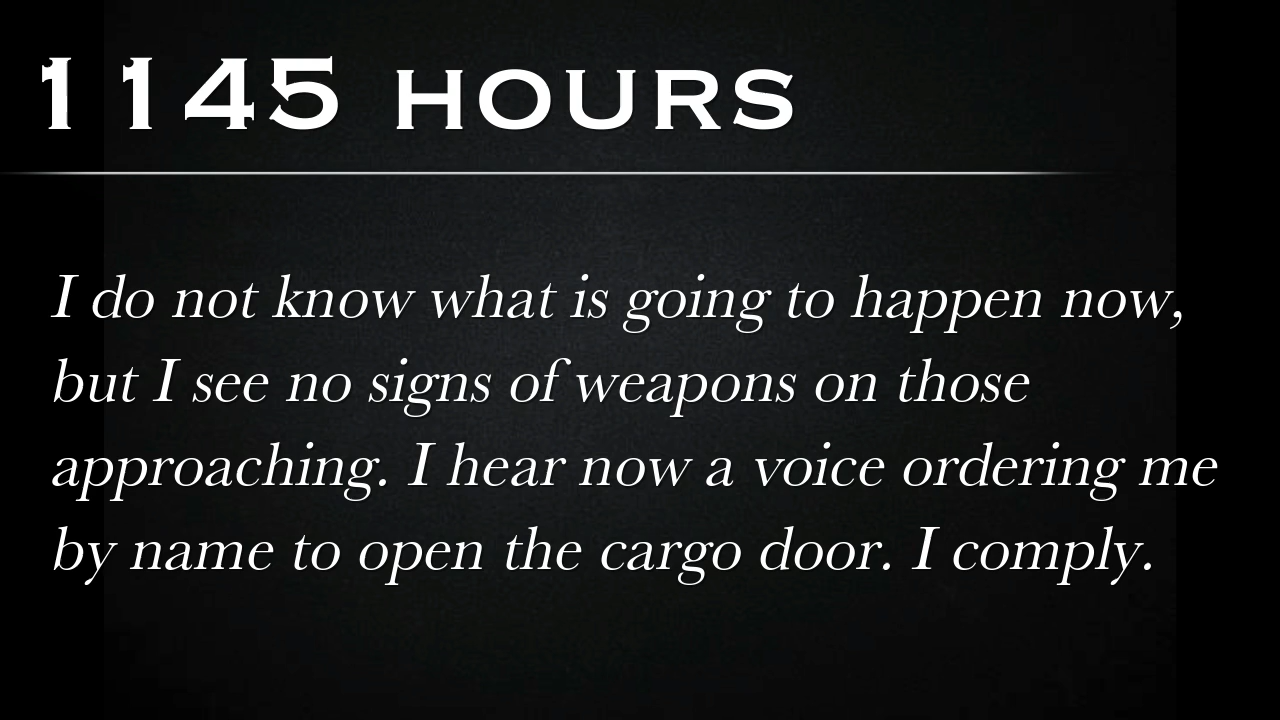 1145 HOURS
I do not know what is going to happen now,
but I see no signs of weapons on those
approaching. I hear now a voice ordering me
by name to open the cargo door. I comply.